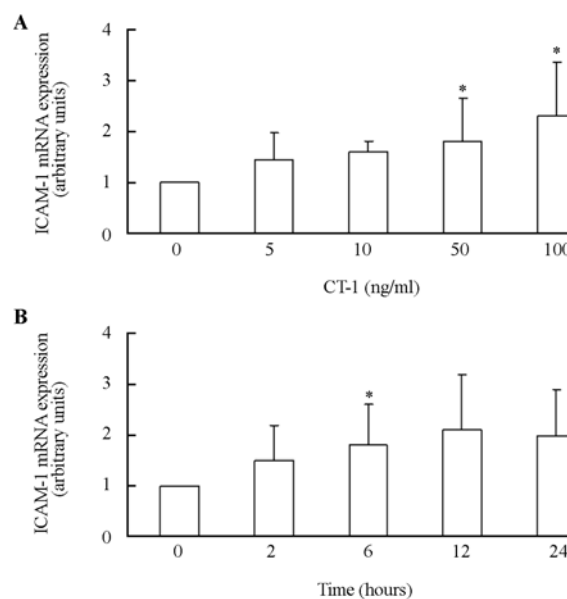 A
ICAM-1 mRNA expression
(arbitrary units)
4
3
2
1
0
* *
0 5 10 50 100
CT-1 (ng/ml)
B
ICAM-1 mRNA expression
(arbitrary units)
4
3
2
1
0
*
0 2 6 12 24
Time (hours)